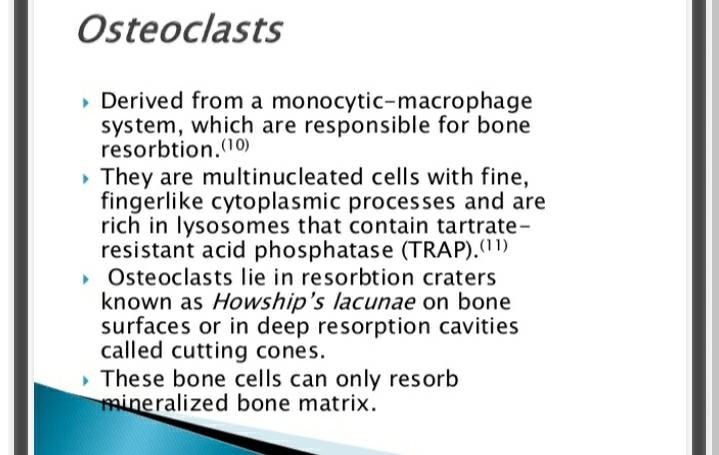 Osteoclasts
Derived from a monocytic-macrophage
system, which are responsible for bone
resorbtion.(10)
They are multinucleated cells with fine,
fingerlike cytoplasmic processes and are
rich in lysosomes that contain tartrate-
resistant acid phosphatase (TRAP).(11)
Osteoclasts lie in resorbtion craters
known as Howship's lacunae on bone
surfaces or in deep resorption cavities
called cutting cones.
These bone cells can only resorb
mineralized bone matrix.